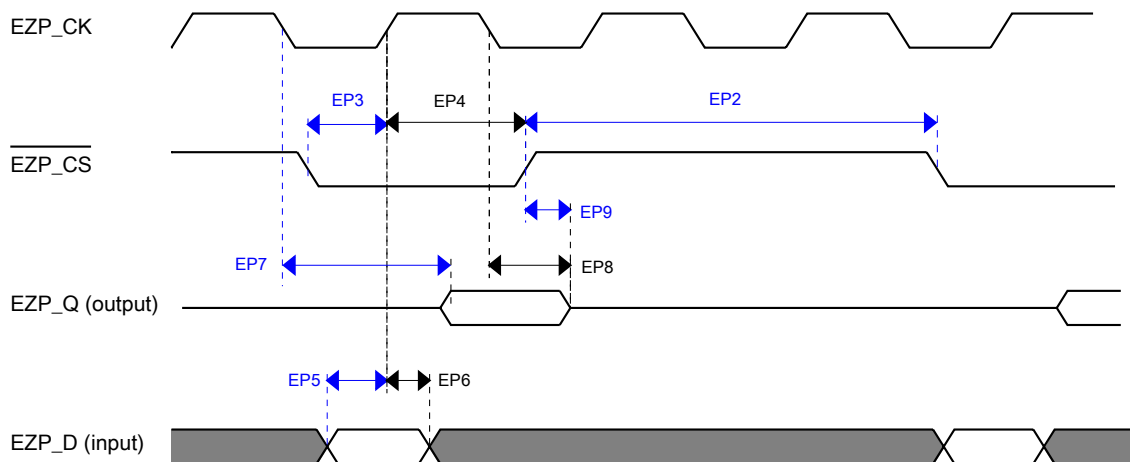 EZP_CK
EP3
EP4
EP2
EZP_CS
EP9
EP7
EP8
EZP_Q (output)
EP5
EP6
EZP_D (input)